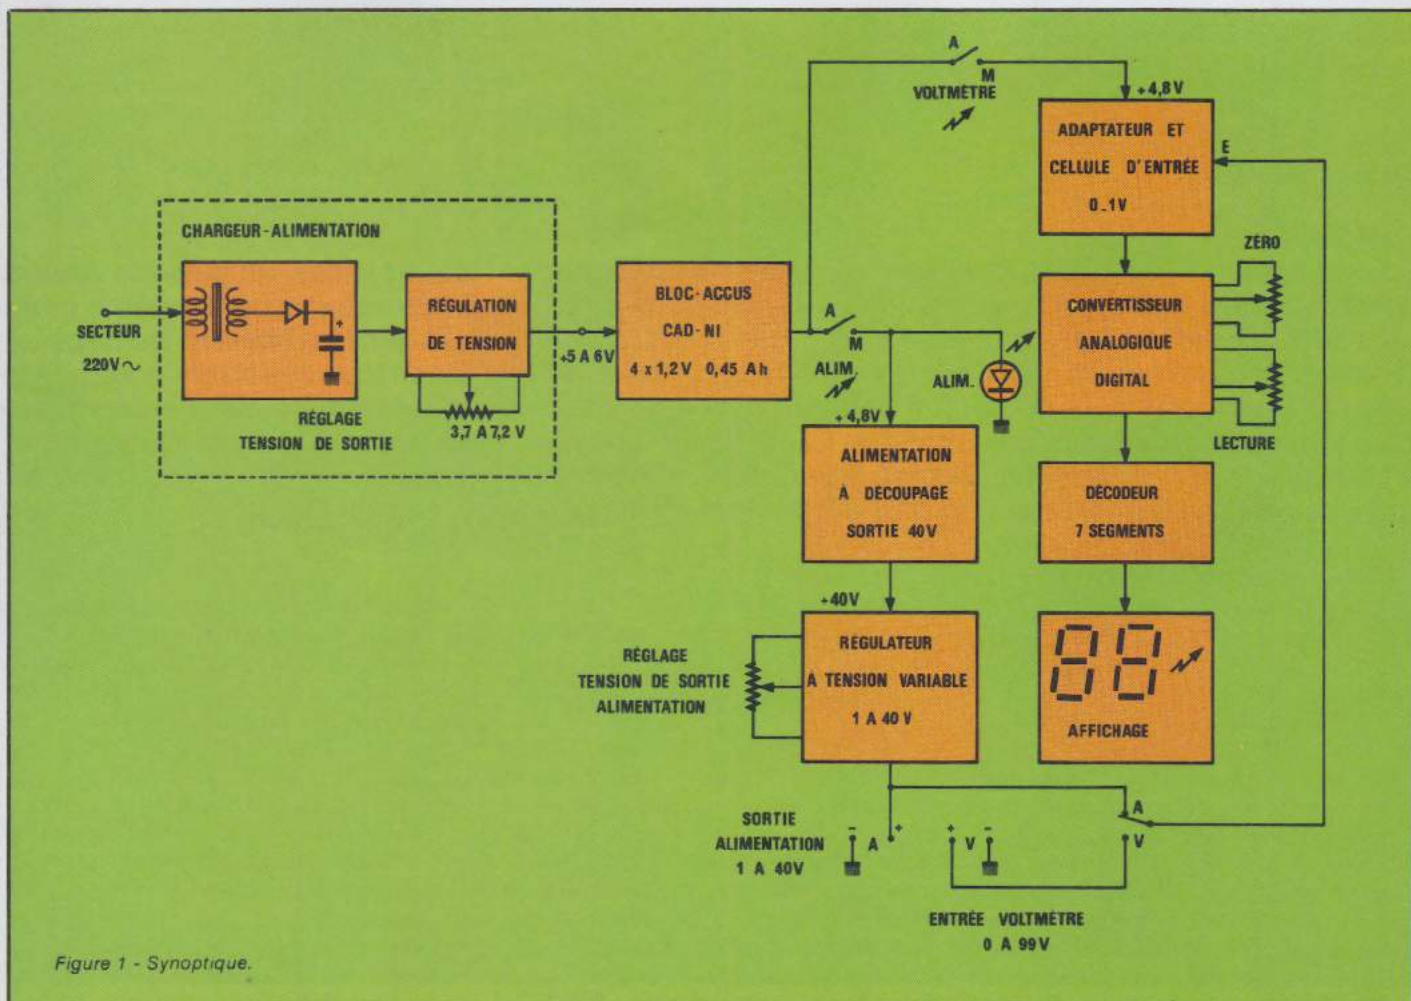 A
M
VOLTMÈTRE
+4,8V
ADAPTATEUR ET
CELLULE D'ENTRÉE
0_1V
E
CHARGEUR-ALIMENTATION
SECTEUR
220V~
+
RÉGLAGE
TENSION DE SORTIE
RÉGULATION
DE TENSION
3,7 A 7,2 V
+5 A 6V
BLOC-ACCUS
CAD-NI
4 x 1,2V 0,45 Ah
A
M
ALIM.
ALIM.
ZÉRO
CONVERTISSEUR
ANALOGIQUE
DIGITAL
LECTURE
+4,8V
ALIMENTATION
À DECOUPAGE
SORTIE 40V
DÉCODEUR
7 SEGMENTS
+40V
RÉGLAGE
TENSION DE SORTIE
ALIMENTATION
RÉGULATEUR
À TENSION VARIABLE
1 A 40 V
88
AFFICHAGE
SORTIE
ALIMENTATION
1 A 40V
- A +
+ V -
A
V
ENTRÉE VOLTMÈTRE
0 A 99V
Figure 1 - Synoptique.